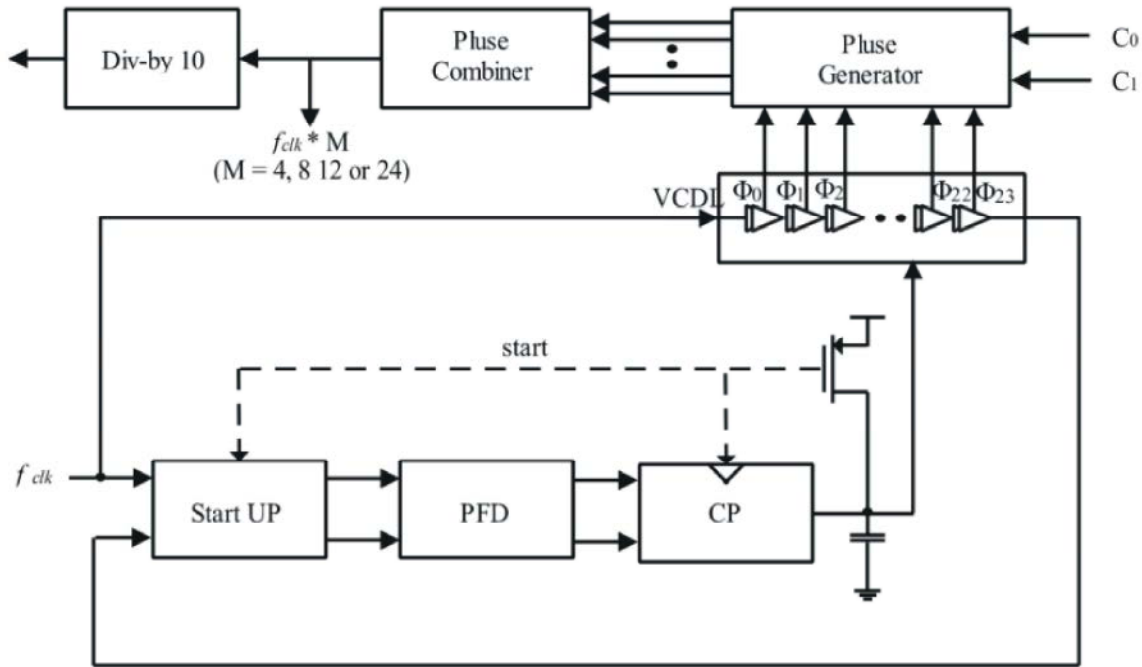 Div-by 10
Pluse
Combiner
Pluse
Generator
C0
C1
fclk * M
(M = 4, 8 12 or 24)
VCDL
Φ0
Φ1
Φ2
Φ22
Φ23
start
f clk
Start UP
PFD
CP